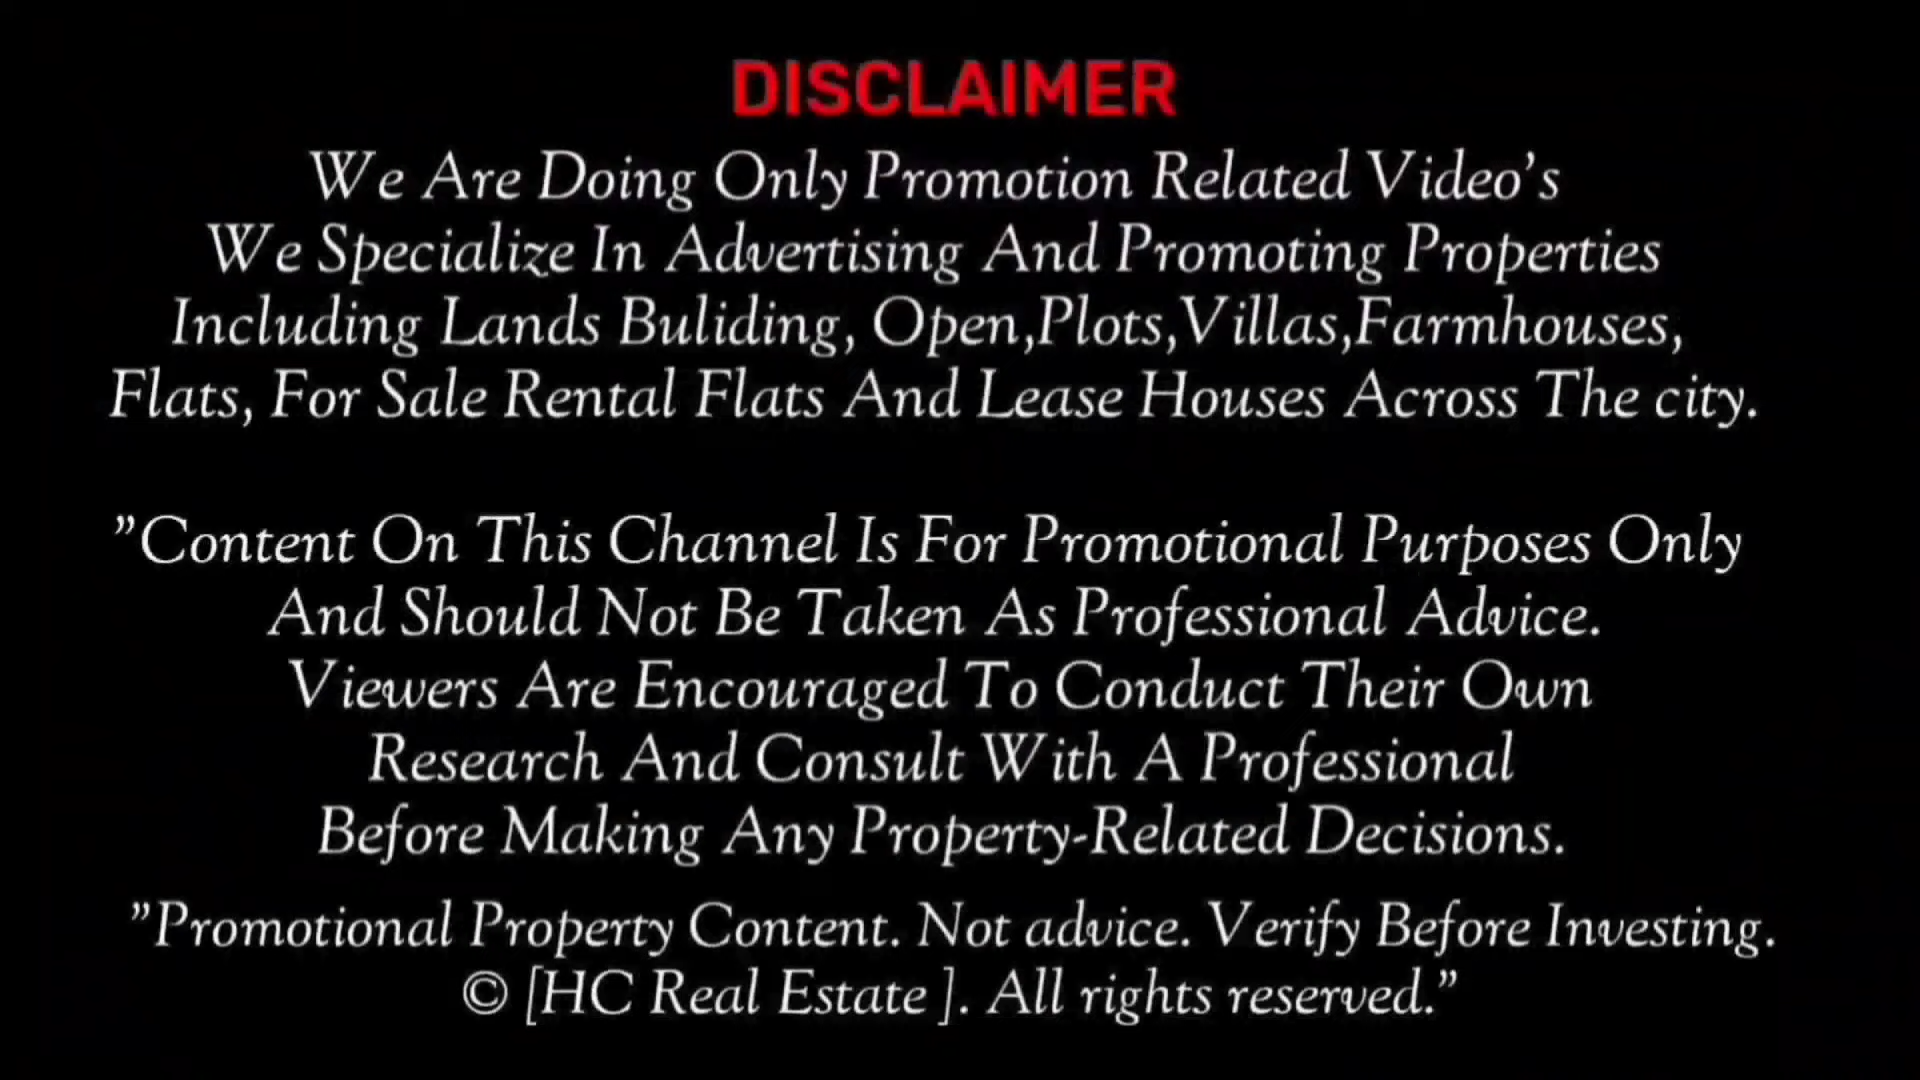 DISCLAIMER
We Are Doing Only Promotion Related Video's
We Specialize In Advertising And Promoting Properties
Including Lands Buliding, Open,Plots,Villas,Farmhouses,
Flats, For Sale Rental Flats And Lease Houses Across The city.
"Content On This Channel Is For Promotional Purposes Only
And Should Not Be Taken As Professional Advice.
Viewers Are Encouraged To Conduct Their Own
Research And Consult With A Professional
Before Making Any Property-Related Decisions.
"Promotional Property Content. Not advice. Verify Before Investing.
© [HC Real Estate ]. All rights reserved."